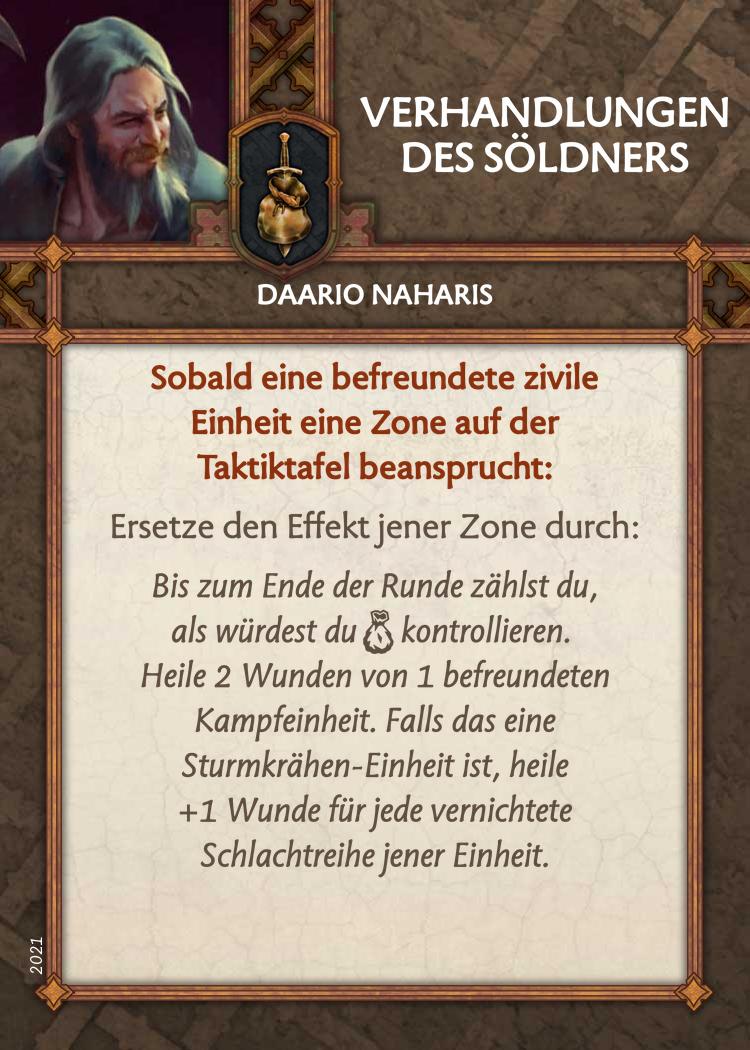 VERHANDLUNGEN
DES SÖLDNERS
DAARIO NAHARIS
Sobald eine befreundete zivile
Einheit eine Zone auf der
Taktiktafel beansprucht:
Ersetze den Effekt jener Zone durch:
Bis zum Ende der Runde zählst du,
als würdest du kontrollieren.
Heile 2 Wunden von 1 befreundeten
Kampfeinheit. Falls das eine
Sturmkrähen-Einheit ist, heile
+1 Wunde für jede vernichtete
Schlachtreihe jener Einheit.
2021